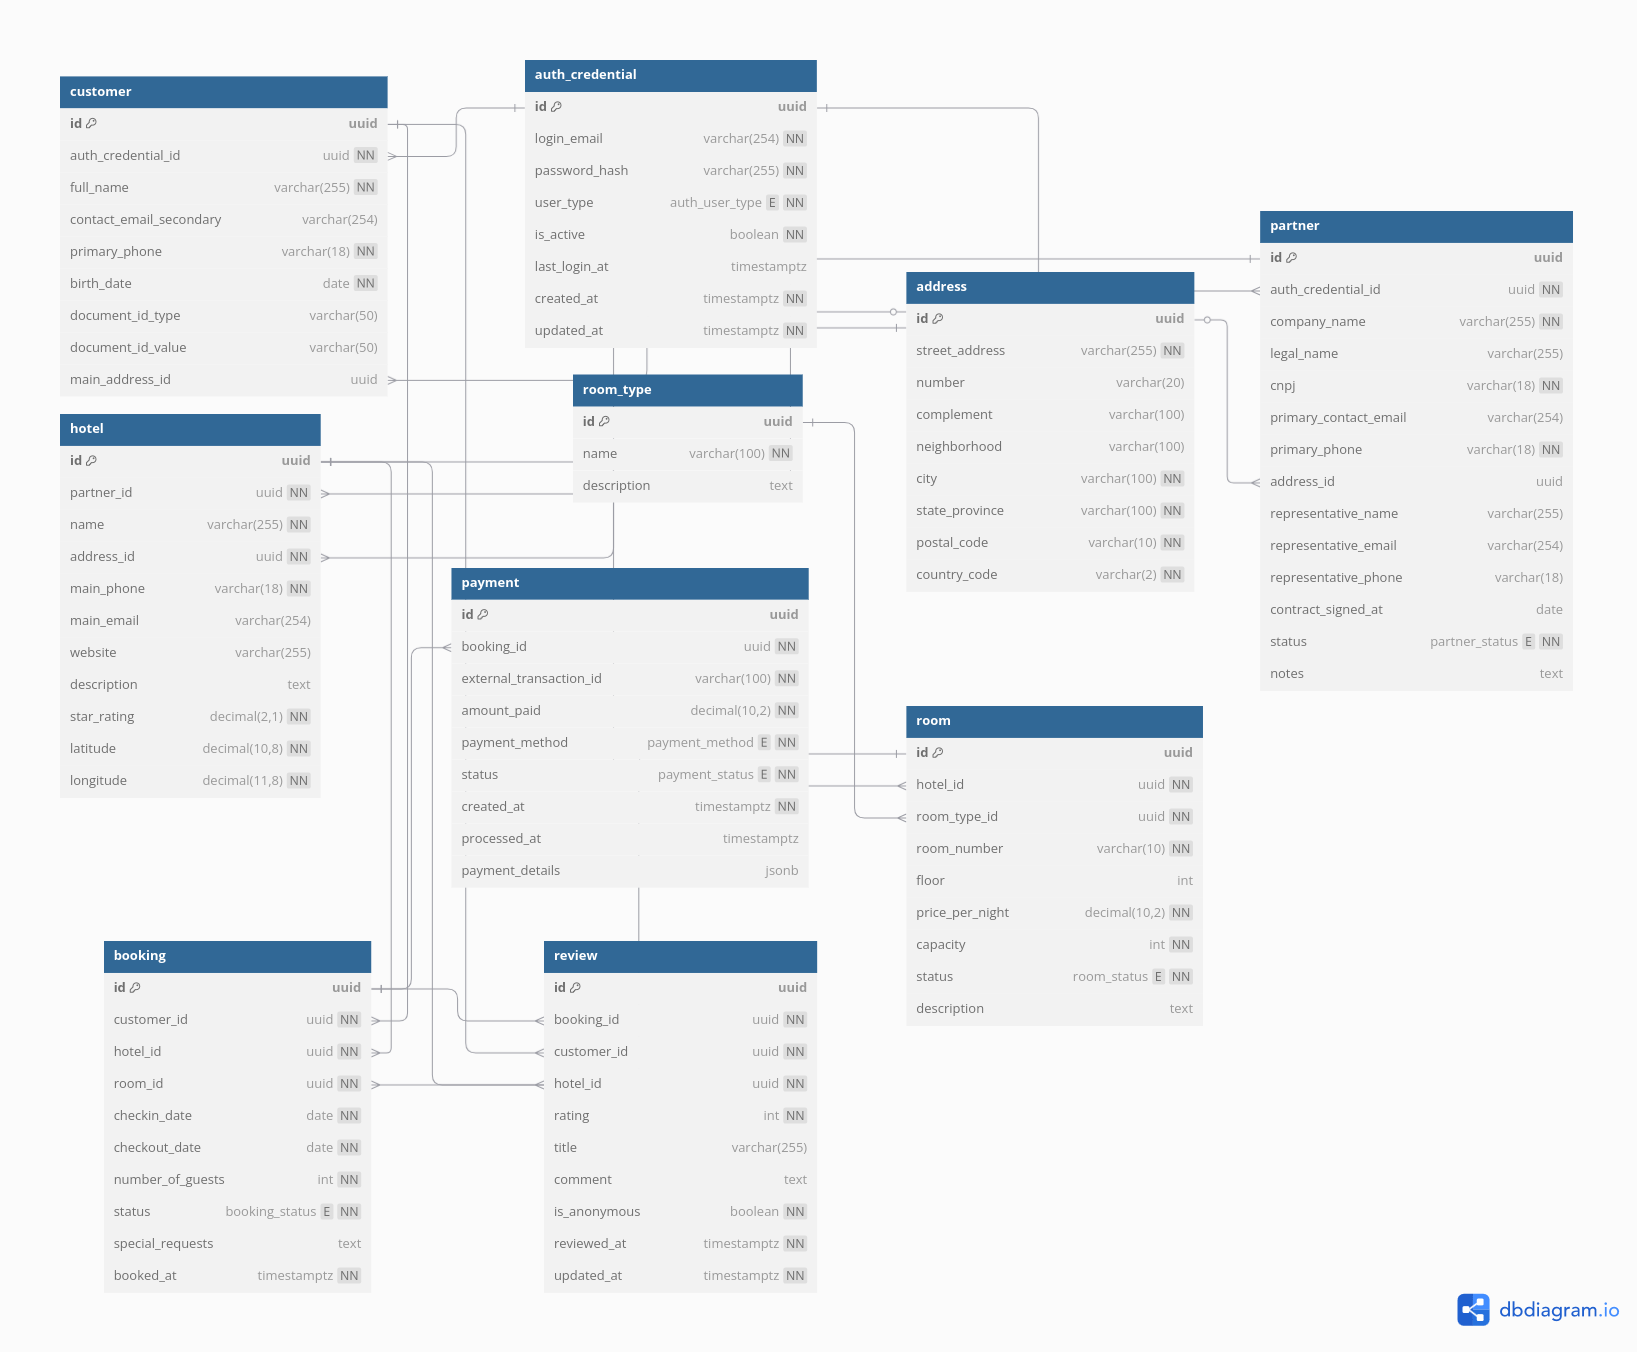 customer
id uuid
auth_credential_id uuid NN
full_name varchar(255) NN
contact_email_secondary varchar(254)
primary_phone varchar(18) NN
birth_date date NN
document_id_type varchar(50)
document_id_value varchar(50)
main_address_id uuid
auth_credential
id uuid
login_email varchar(254) NN
password_hash varchar(255) NN
user_type auth_user_type E NN
is_active boolean NN
last_login_at timestamptz
created_at timestamptz NN
updated_at timestamptz NN
partner
id uuid
auth_credential_id uuid NN
company_name varchar(255) NN
legal_name varchar(255)
cnpj varchar(18) NN
primary_contact_email varchar(254)
primary_phone varchar(18) NN
address_id uuid
representative_name varchar(255)
representative_email varchar(254)
representative_phone varchar(18)
contract_signed_at date
status partner_status E NN
notes text
address
id uuid
street_address varchar(255) NN
number varchar(20)
complement varchar(100)
neighborhood varchar(100)
city varchar(100) NN
state_province varchar(100) NN
postal_code varchar(10) NN
country_code varchar(2) NN
room_type
id uuid
name varchar(100) NN
description text
hotel
id uuid
partner_id uuid NN
name varchar(255) NN
address_id uuid NN
main_phone varchar(18) NN
main_email varchar(254)
website varchar(255)
description text
star_rating decimal(2,1) NN
latitude decimal(10,8) NN
longitude decimal(11,8) NN
payment
id uuid
booking_id uuid NN
external_transaction_id varchar(100) NN
amount_paid decimal(10,2) NN
payment_method payment_method E NN
status payment_status E NN
created_at timestamptz NN
processed_at timestamptz
payment_details jsonb
room
id uuid
hotel_id uuid NN
room_type_id uuid NN
room_number varchar(10) NN
floor int
price_per_night decimal(10,2) NN
capacity int NN
status room_status E NN
description text
booking
id uuid
customer_id uuid NN
hotel_id uuid NN
room_id uuid NN
checkin_date date NN
checkout_date date NN
number_of_guests int NN
status booking_status E NN
special_requests text
booked_at timestamptz NN
review
id uuid
booking_id uuid NN
customer_id uuid NN
hotel_id uuid NN
rating int NN
title varchar(255)
comment text
is_anonymous boolean NN
reviewed_at timestamptz NN
updated_at timestamptz NN
dbdiagram.io